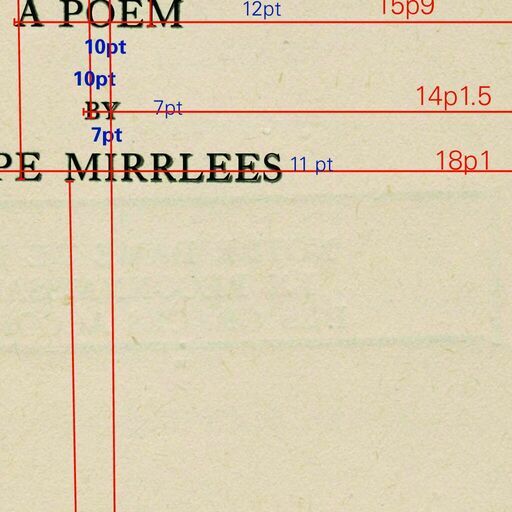 A POEM 12pt 15p9
10pt
10pt
14p1.5
BY 7pt
7pt
PE MIRRLEES 11 pt 18p1